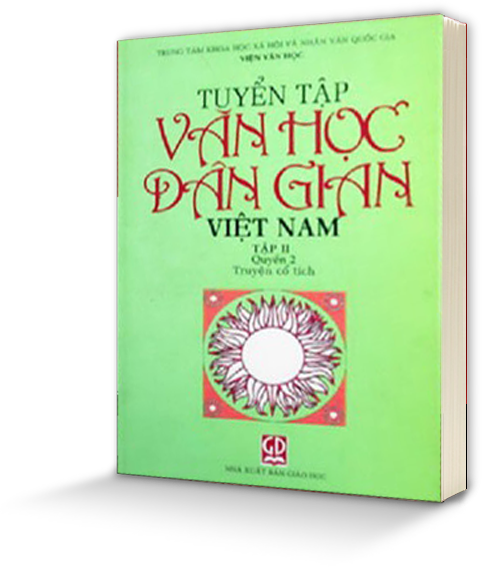 TRUNG TÂM KHOA HỌC XÃ HỘI VÀ NHÂN VĂN QUỐC GIA
VIỆN VĂN HỌC
TUYỂN TẬP
VĂN HỌC
DÂN GIAN
VIỆT NAM
TẬP II
Quyển 2
Truyện cổ tích
GD
NHÀ XUẤT BẢN GIÁO DỤC